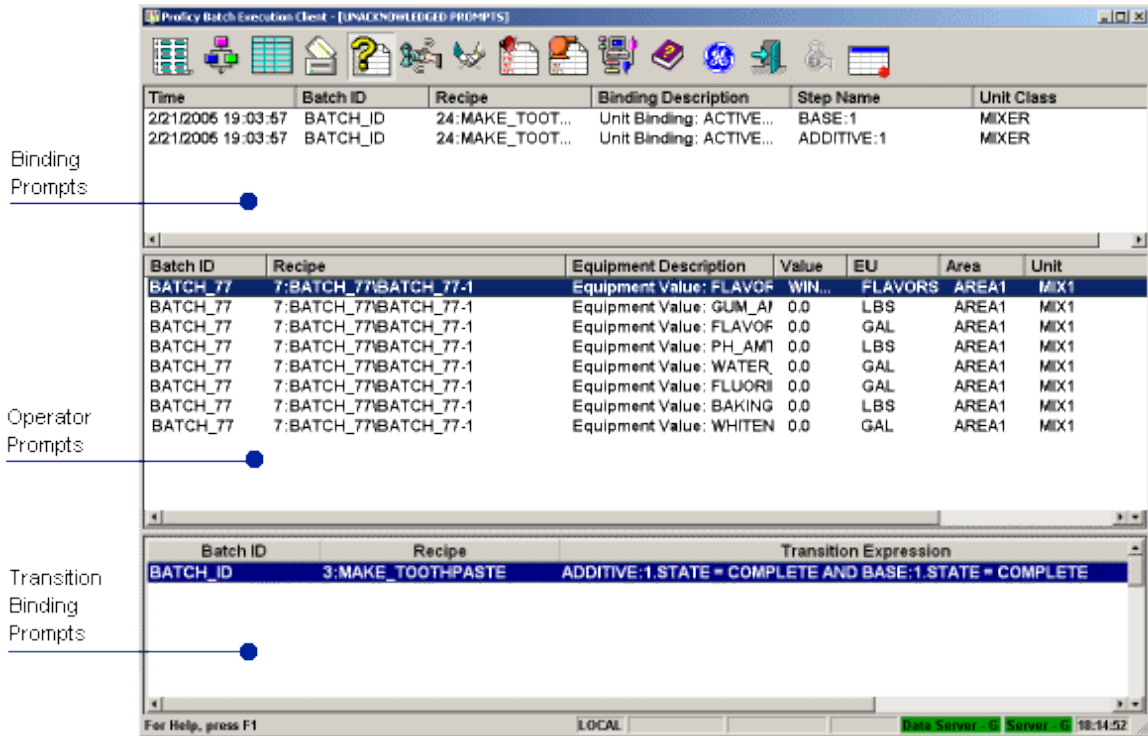 Proficy Batch Execution Client - [UNACKNOWLEDGED PROMPTS]
Time Batch ID Recipe Binding Description Step Name Unit Class
2/21/2005 19:03:57 BATCH_ID 24:MAKE_TOOT... Unit Binding: ACTIVE... BASE:1 MIXER
2/21/2005 19:03:57 BATCH_ID 24:MAKE_TOOT... Unit Binding: ACTIVE... ADDITIVE:1 MIXER
Binding
Prompts
Batch ID Recipe Equipment Description Value EU Area Unit
BATCH_77 7:BATCH_77\BATCH_77-1 Equipment Value: FLAVOF WIN... FLAVORS AREA1 MIX1
BATCH_77 7:BATCH_77\BATCH_77-1 Equipment Value: GUM_AI 0.0 LBS AREA1 MIX1
BATCH_77 7:BATCH_77\BATCH_77-1 Equipment Value: FLAVOF 0.0 GAL AREA1 MIX1
BATCH_77 7:BATCH_77\BATCH_77-1 Equipment Value: PH_AMT 0.0 LBS AREA1 MIX1
BATCH_77 7:BATCH_77\BATCH_77-1 Equipment Value: WATER_ 0.0 GAL AREA1 MIX1
BATCH_77 7:BATCH_77\BATCH_77-1 Equipment Value: FLUORI 0.0 GAL AREA1 MIX1
BATCH_77 7:BATCH_77\BATCH_77-1 Equipment Value: BAKING 0.0 LBS AREA1 MIX1
BATCH_77 7:BATCH_77\BATCH_77-1 Equipment Value: WHITEN 0.0 GAL AREA1 MIX1
Operator
Prompts
Batch ID Recipe Transition Expression
BATCH_ID 3:MAKE_TOOTHPASTE ADDITIVE:1.STATE = COMPLETE AND BASE:1.STATE = COMPLETE
Transition
Binding
Prompts
For Help, press F1 LOCAL Data Server - G Server - G 18:14:52